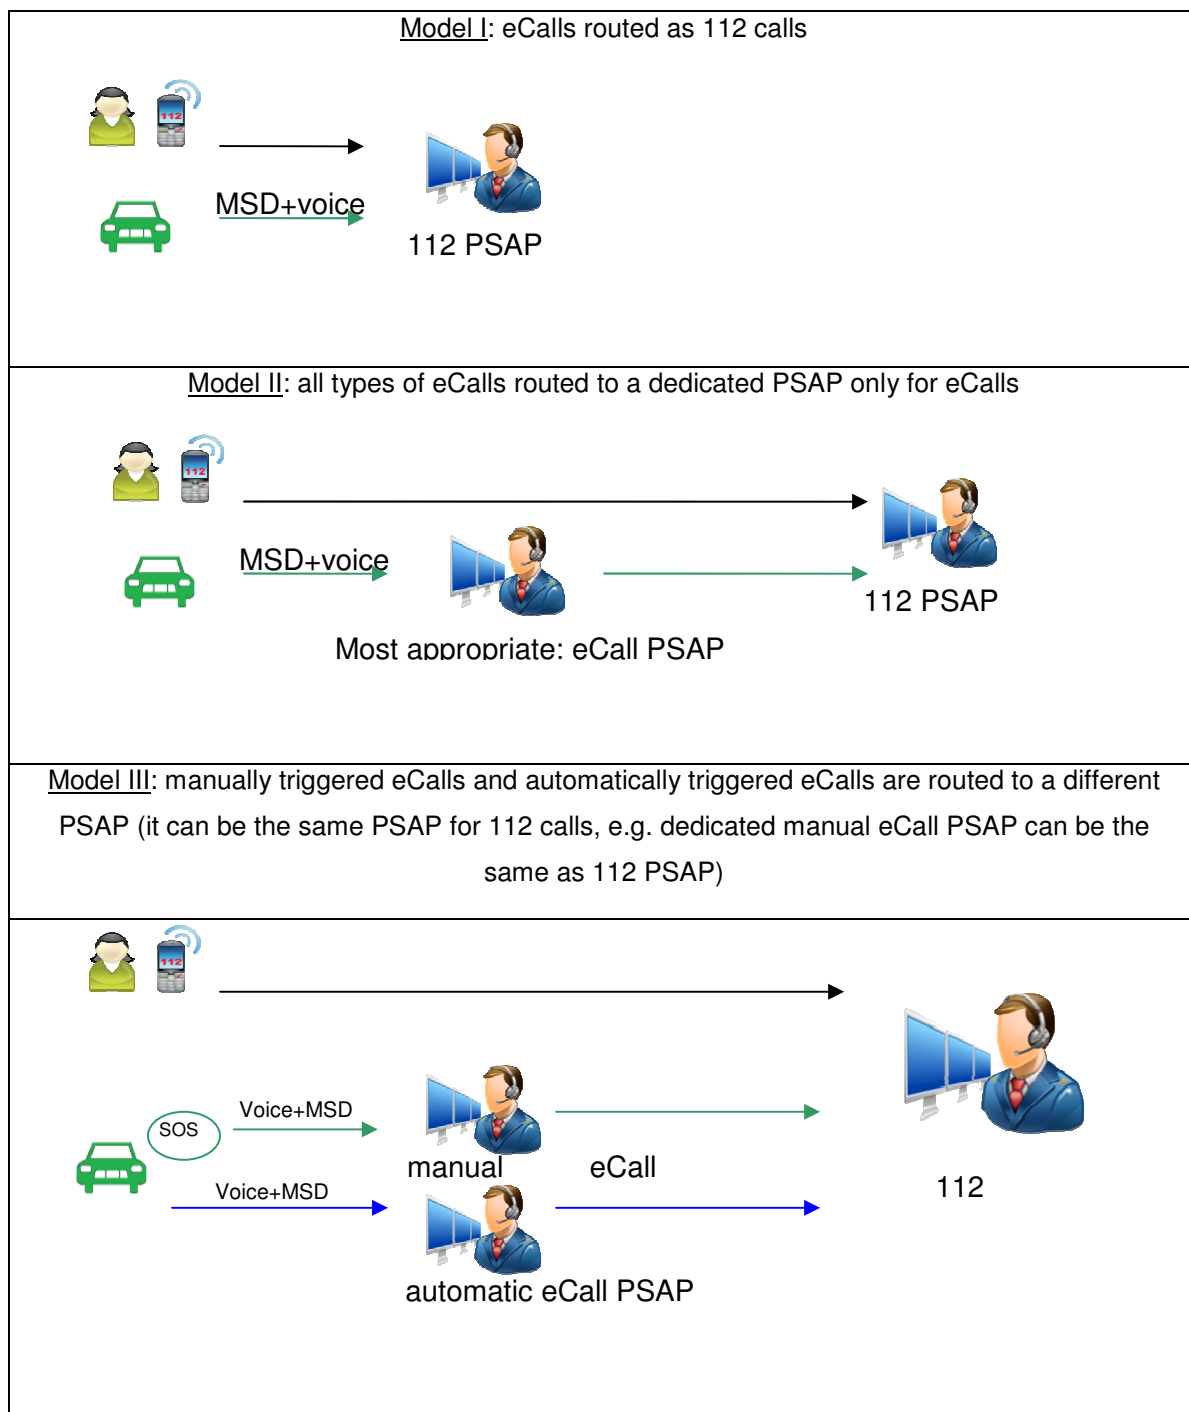 Model I: eCalls routed as 112 calls
112
MSD+voice
112 PSAP
Model II: all types of eCalls routed to a dedicated PSAP only for eCalls
112
MSD+voice
112 PSAP
Most appropriate: eCall PSAP
Model III: manually triggered eCalls and automatically triggered eCalls are routed to a different
PSAP (it can be the same PSAP for 112 calls, e.g. dedicated manual eCall PSAP can be the
same as 112 PSAP)
112
Voice+MSD
SOS
manual eCall
112
Voice+MSD
automatic eCall PSAP